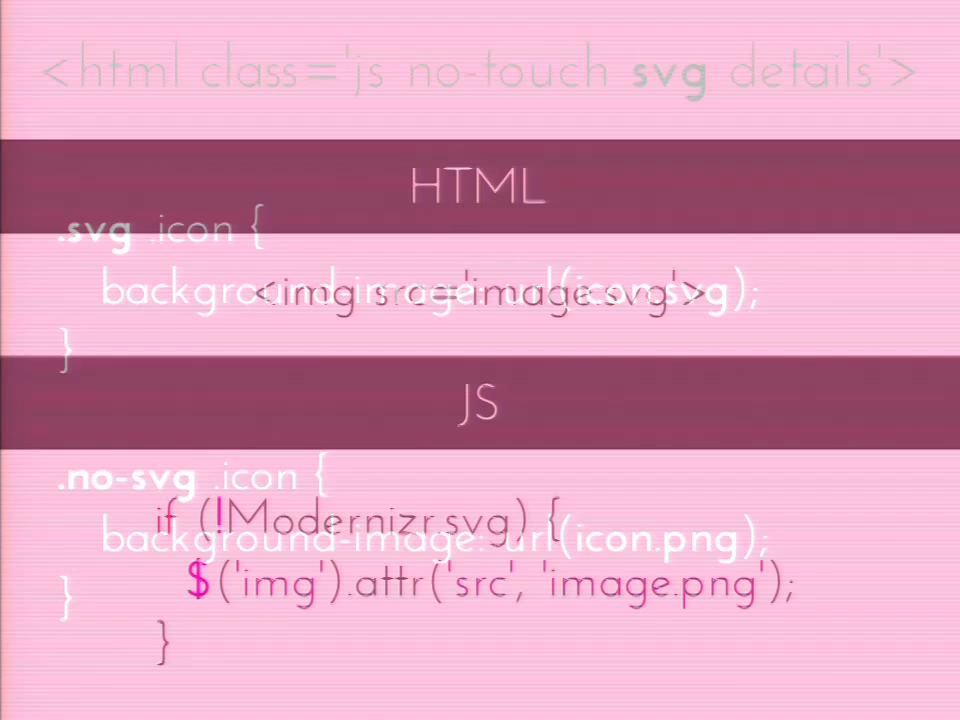 <html class='js no-touch svg details'>
HTML
.svg .icon {
background-image: url(icon.svg);
<img src='image.svg'>
}
JS
.no-svg .icon {
if (!Modernizr.svg) {
background-image: url(icon.png);
$('img').attr('src', 'image.png');
}
}